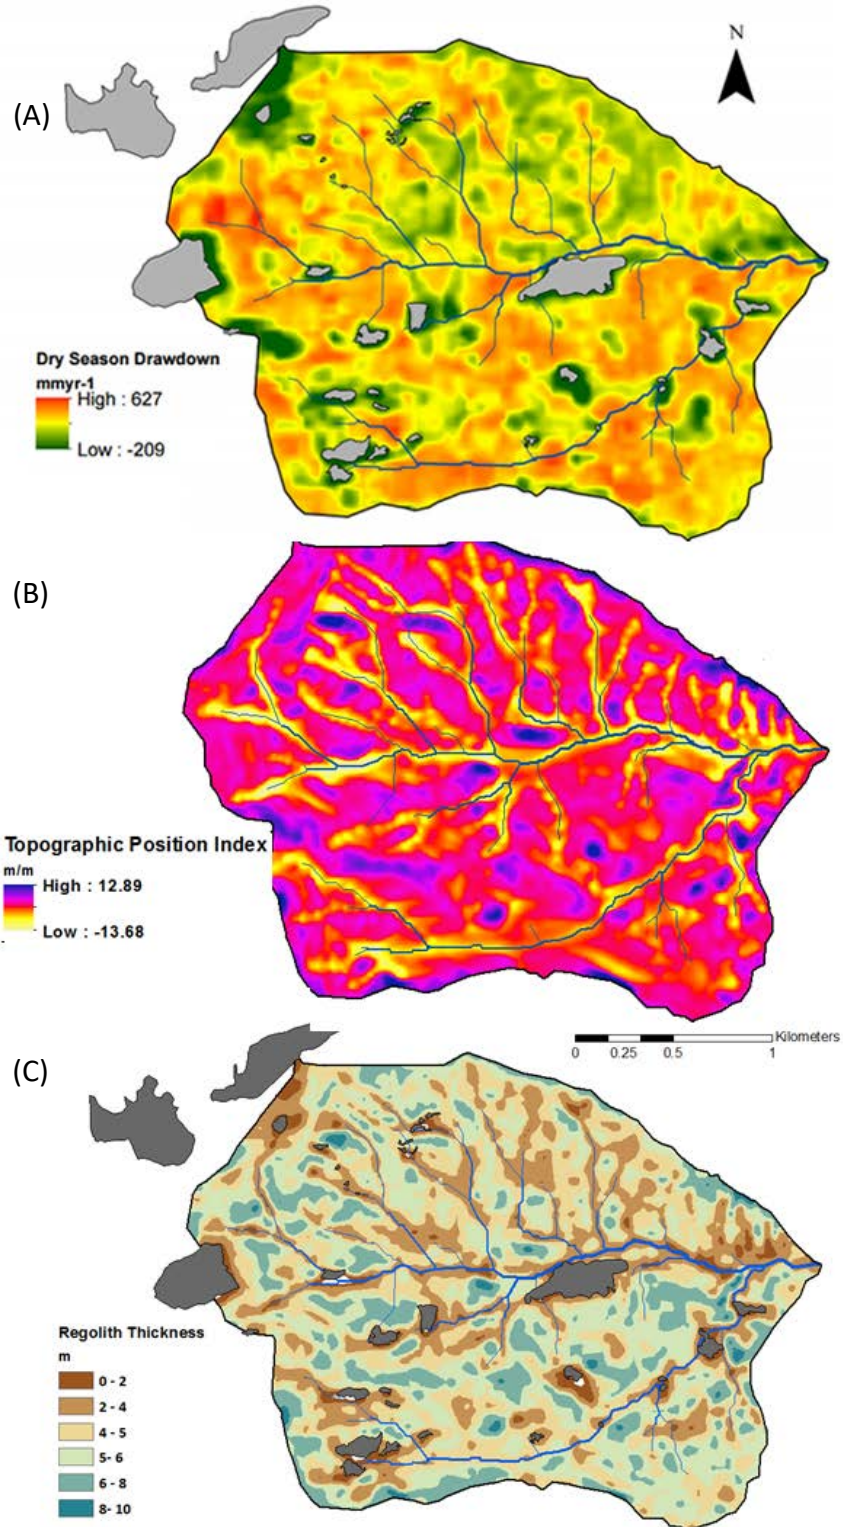 N
(A)
Dry Season Drawdown
mmyr-1
High : 627
Low : -209
(B)
Topographic Position Index
m/m
High : 12.89
Low : -13.68
Kilometers
0 0.25 0.5 1
(C)
Regolith Thickness
m
0 - 2
2 - 4
4 - 5
5- 6
6 - 8
8- 10